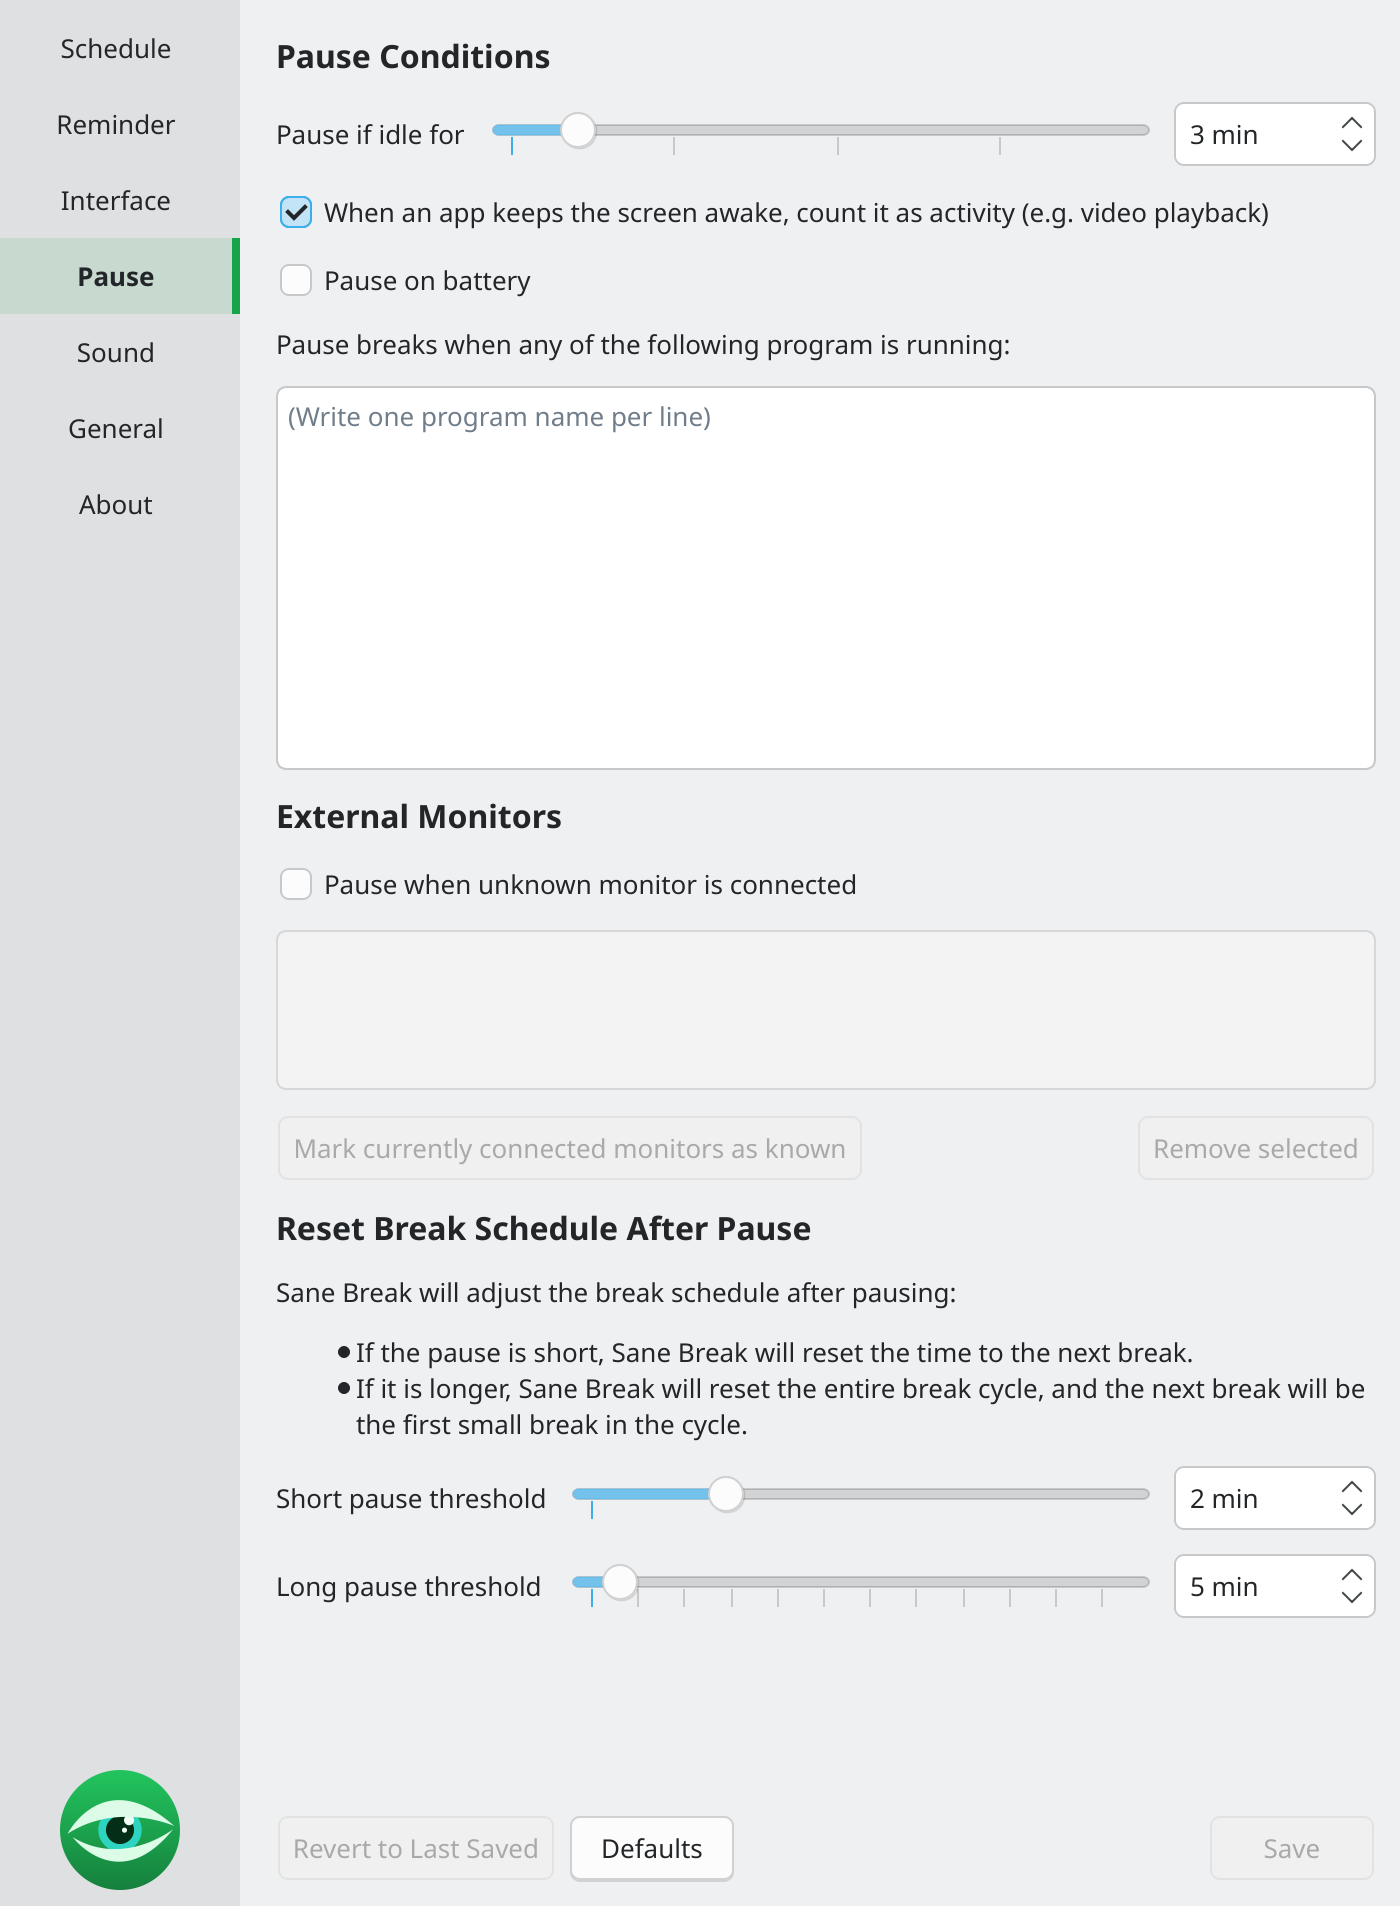 Schedule
Reminder
Interface
Pause
Sound
General
About
Pause Conditions
Pause if idle for
3 min
When an app keeps the screen awake, count it as activity (e.g. video playback)
Pause on battery
Pause breaks when any of the following program is running:
(Write one program name per line)
External Monitors
Pause when unknown monitor is connected
Mark currently connected monitors as known
Remove selected
Reset Break Schedule After Pause
Sane Break will adjust the break schedule after pausing:
● If the pause is short, Sane Break will reset the time to the next break.
● If it is longer, Sane Break will reset the entire break cycle, and the next break will be
the first small break in the cycle.
Short pause threshold
2 min
Long pause threshold
5 min
Revert to Last Saved
Defaults
Save